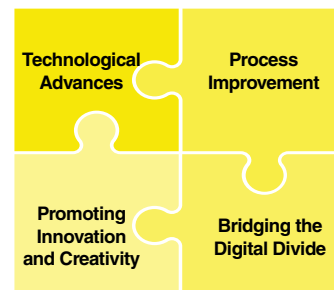 Technological
Advances
Process
Improvement
Promoting
Innovation
and Creativity
Bridging the
Digital Divide